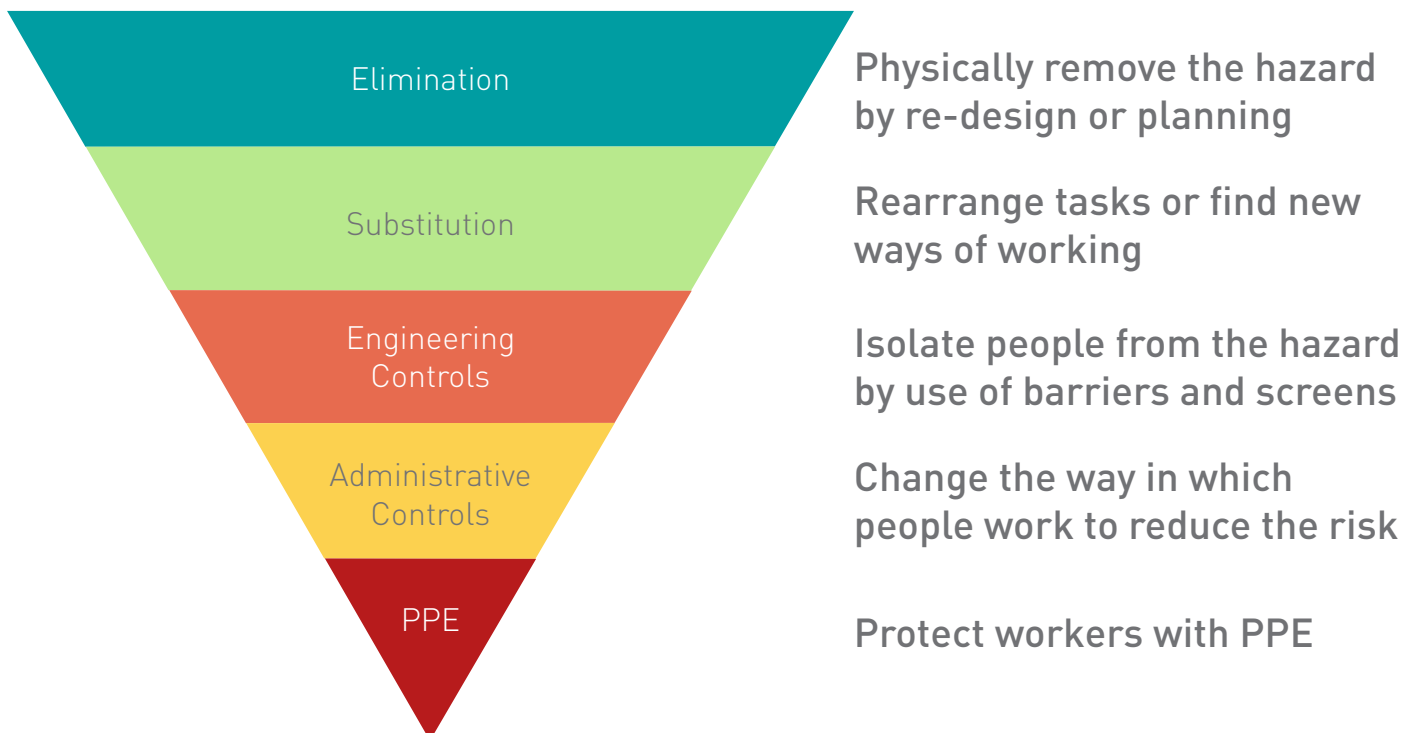 Elimination
Physically remove the hazard
by re-design or planning
Substitution
Rearrange tasks or find new
ways of working
Engineering
Controls
Isolate people from the hazard
by use of barriers and screens
Administrative
Controls
Change the way in which
people work to reduce the risk
PPE
Protect workers with PPE